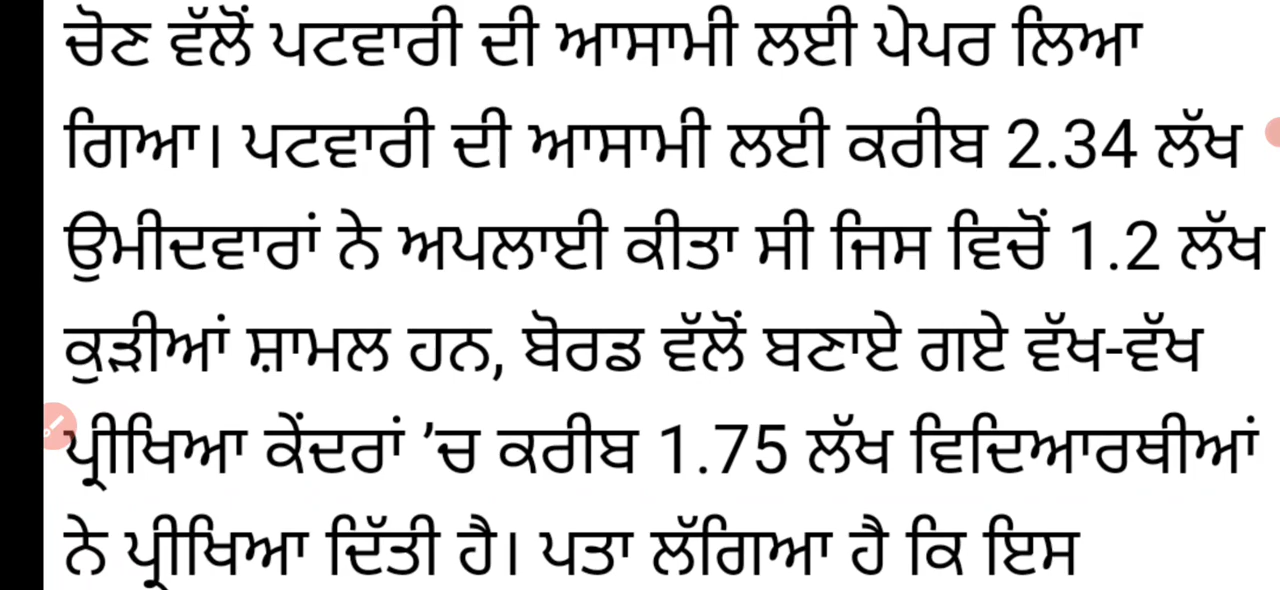 ਚੋਣ ਵੱਲੋਂ ਪਟਵਾਰੀ ਦੀ ਆਸਾਮੀ ਲਈ ਪੇਪਰ ਲਿਆ
ਗਿਆ। ਪਟਵਾਰੀ ਦੀ ਆਸਾਮੀ ਲਈ ਕਰੀਬ 2.34 ਲੱਖ
ਉਮੀਦਵਾਰਾਂ ਨੇ ਅਪਲਾਈ ਕੀਤਾ ਸੀ ਜਿਸ ਵਿਚੋਂ 1.2 ਲੱਖ
ਕੁੜੀਆਂ ਸ਼ਾਮਲ ਹਨ, ਬੋਰਡ ਵੱਲੋਂ ਬਣਾਏ ਗਏ ਵੱਖ-ਵੱਖ
ਪ੍ਰੀਖਿਆ ਕੇਂਦਰਾਂ ’ਚ ਕਰੀਬ 1.75 ਲੱਖ ਵਿਦਿਆਰਥੀਆਂ
ਨੇ ਪ੍ਰੀਖਿਆ ਦਿੱਤੀ ਹੈ। ਪਤਾ ਲੱਗਿਆ ਹੈ ਕਿ ਇਸ